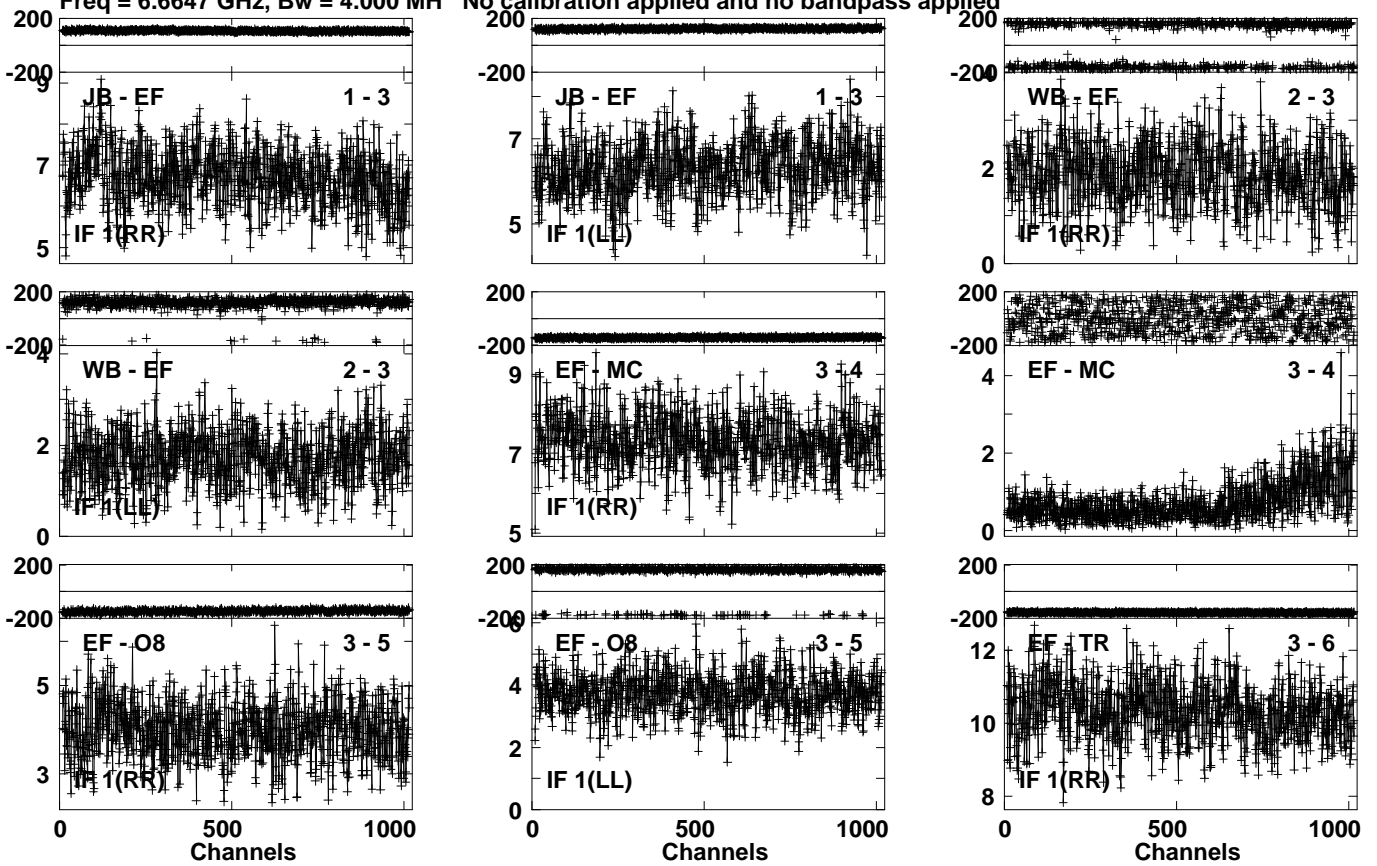 Freq = 6.6647 GHz, Bw = 4.000 MH No calibration applied and no bandpass applied
200
-200
9
7
5
JB - EF 1 - 3
IF 1(RR)
200
-200
7
5
JB - EF 1 - 3
IF 1(LL)
200
-200
4
2
0
WB - EF 2 - 3
IF 1(RR)
200
-200
4
2
0
WB - EF 2 - 3
IF 1(LL)
200
-200
9
7
5
EF - MC 3 - 4
IF 1(RR)
200
-200
4
2
0
EF - MC 3 - 4
200
-200
5
3
EF - O8 3 - 5
IF 1(RR)
0 500 1000
Channels
200
-200
6
4
2
0
EF - O8 3 - 5
IF 1(LL)
0 500 1000
Channels
200
-200
12
10
8
EF - TR 3 - 6
IF 1(RR)
0 500 1000
Channels